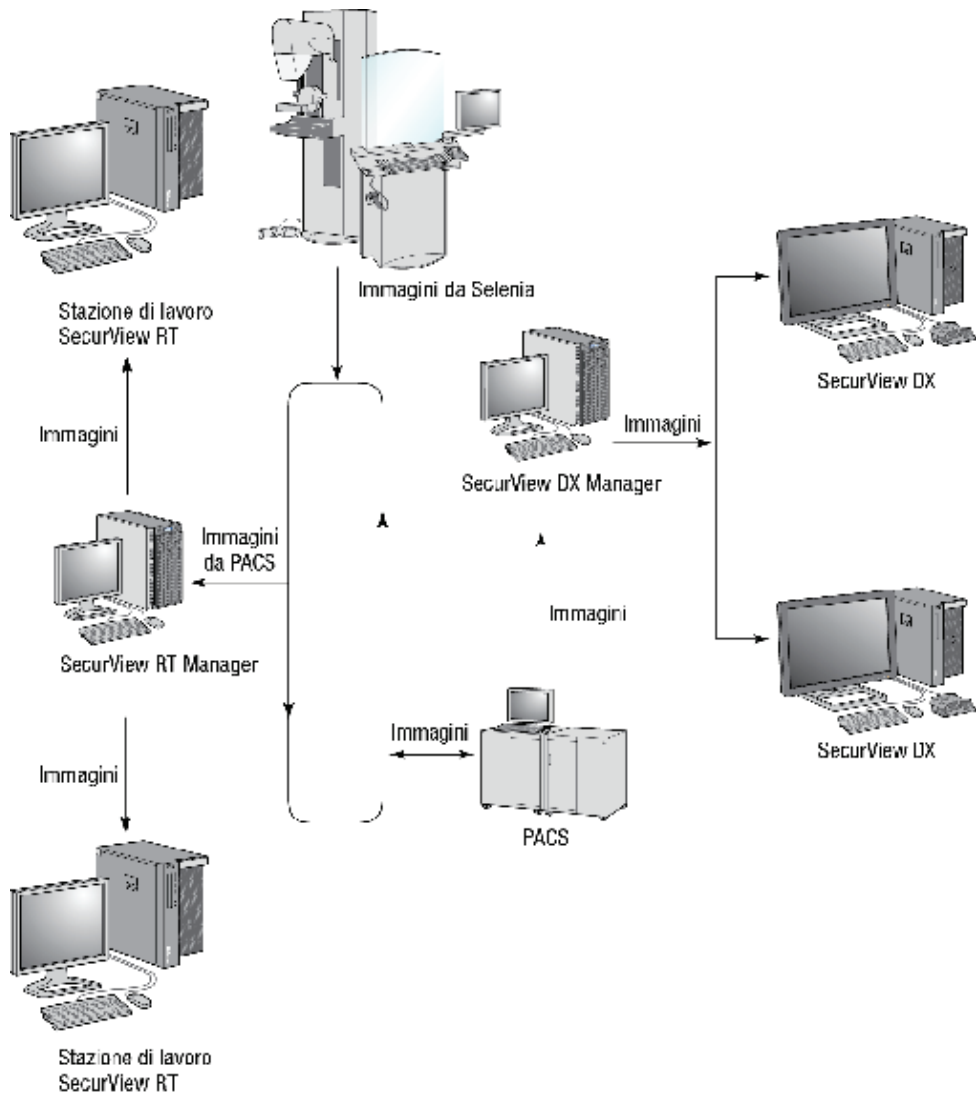 Immagini da Selenia
Stazione di lavoro
SecurView RT
SecurView DX
Immagini
Immagini
SecurView DX Manager
Immagini
da PACS
Immagini
SecurView RT Manager
Immagini
SecurView DX
Immagini
PACS
Stazione di lavoro
SecurView RT